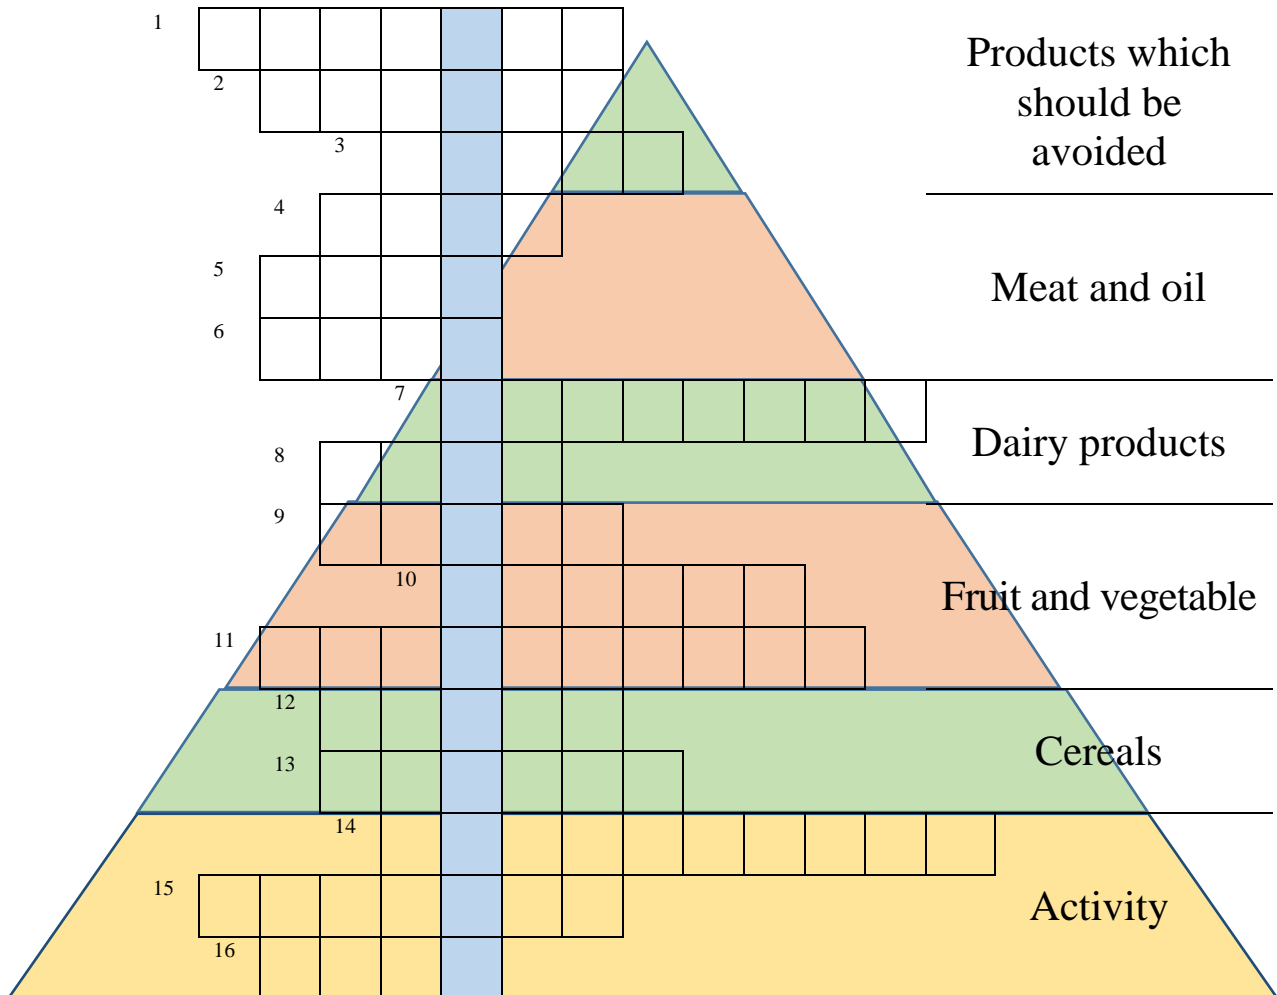 1
Products which
should be
avoided
2
3
4
5
Meat and oil
6
7
Dairy products
8
9
10
Fruit and vegetable
11
12
Cereals
13
14
15
Activity
16